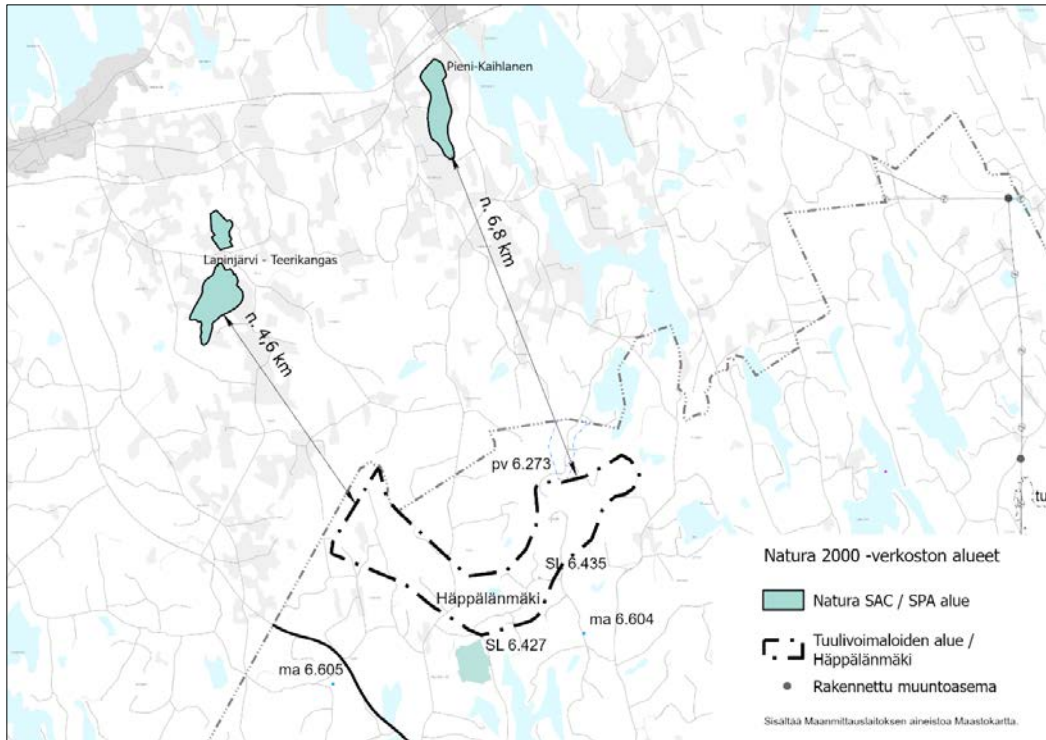 Pieni-Kaihlanen
n. 6,8 km
Lapinjärvi - Teerikangas
n. 4,6 km
pv 6.273
SL 6.435
Häppälänmäki
ma 6.604
SL 6.427
ma 6.605
tu
Natura 2000 -verkoston alueet
Natura SAC / SPA alue
Tuulivoimaloiden alue /
Häppälänmäki
Rakennettu muuntoasema
Sisältää Maanmittauslaitoksen aineistoa Maastokartta.